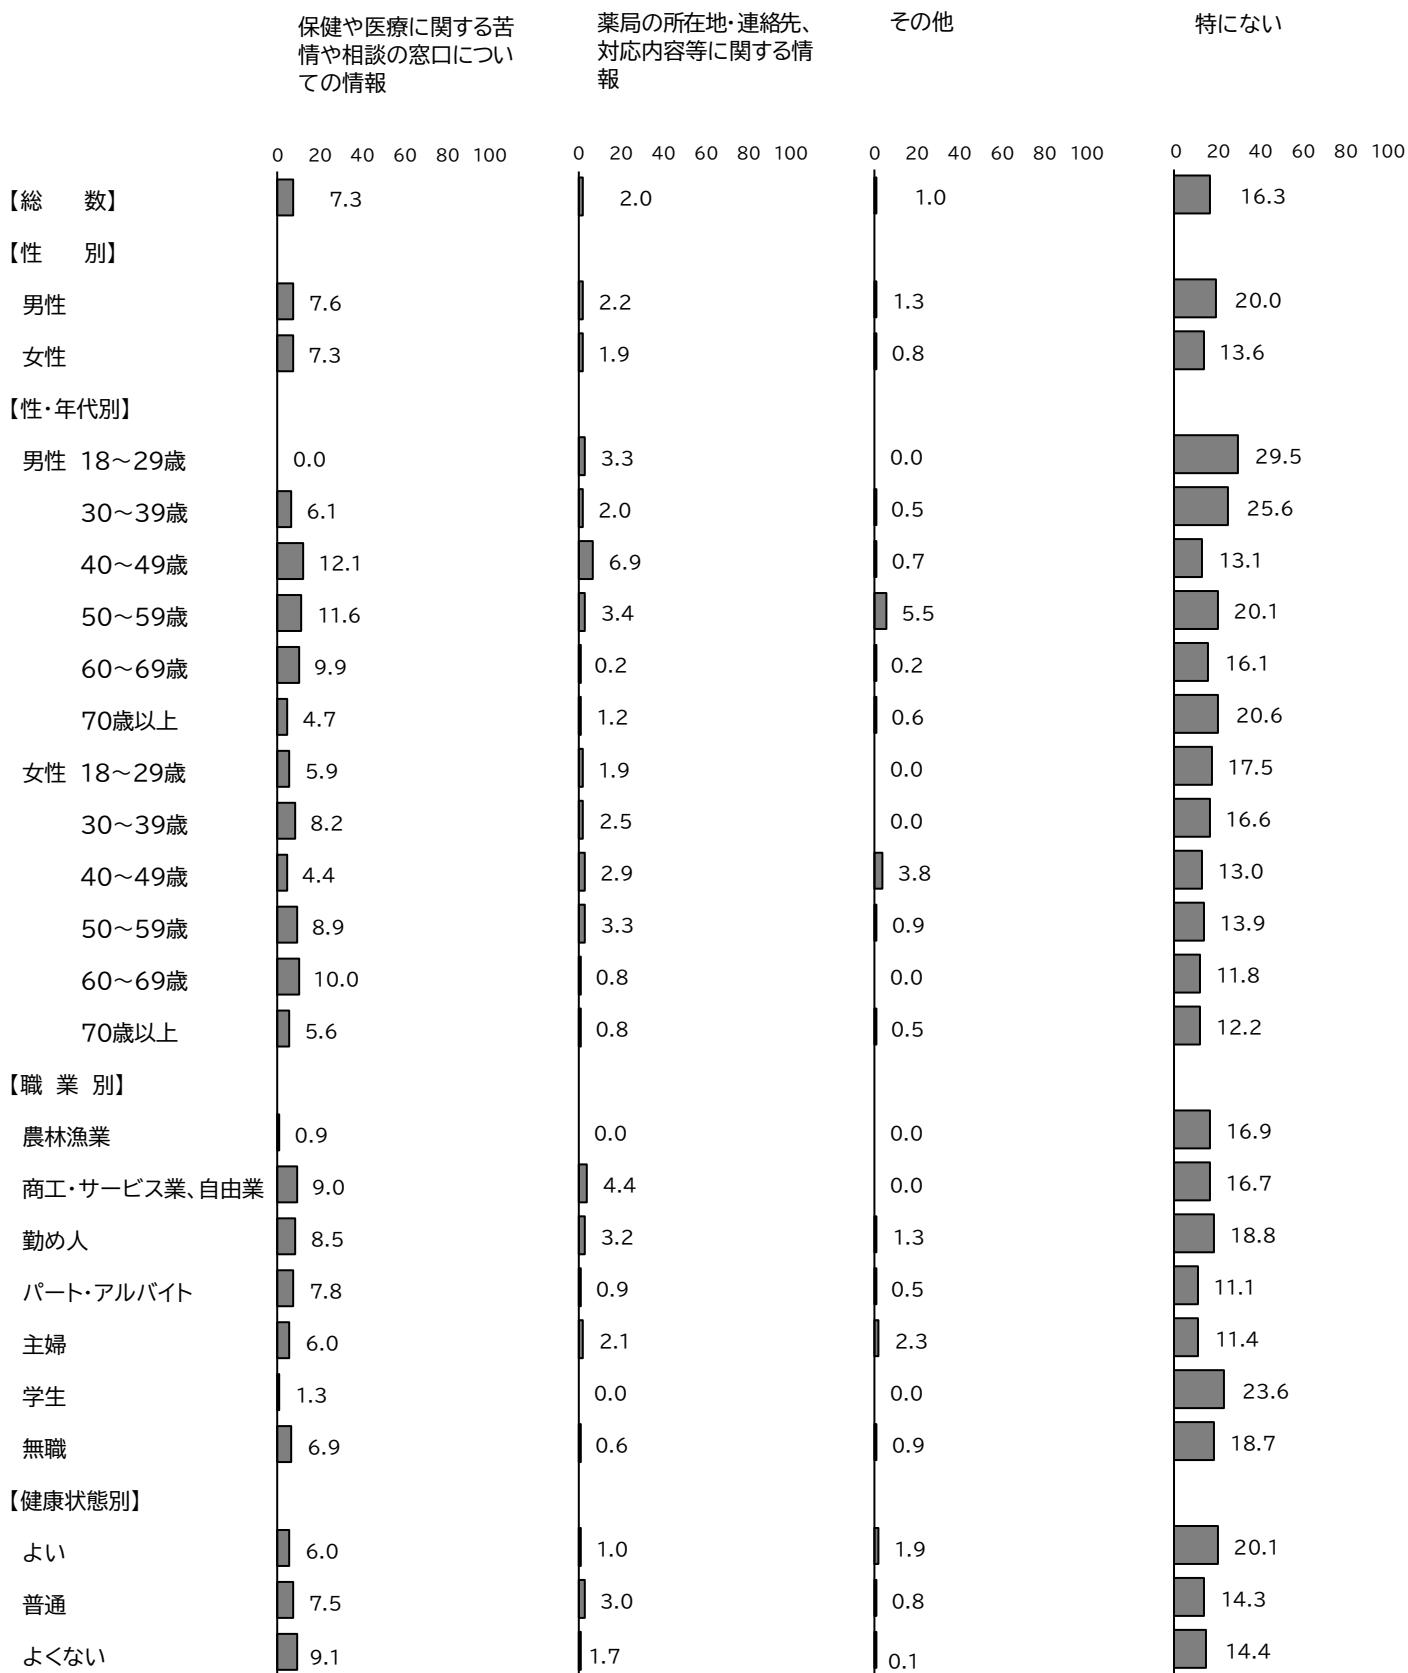 保健や医療に関する苦
情や相談の窓口につい
ての情報
薬局の所在地・連絡先、
対応内容等に関する情
報
その他
特にない
0 20 40 60 80 100 0 20 40 60 80 100 0 20 40 60 80 100 0 20 40 60 80 100
【総　数】 7.3 2.0 1.0 16.3
【性　別】
男性 7.6 2.2 1.3 20.0
女性 7.3 1.9 0.8 13.6
【性・年代別】
男性 18～29歳 0.0 3.3 0.0 29.5
30～39歳 6.1 2.0 0.5 25.6
40～49歳 12.1 6.9 0.7 13.1
50～59歳 11.6 3.4 5.5 20.1
60～69歳 9.9 0.2 0.2 16.1
70歳以上 4.7 1.2 0.6 20.6
女性 18～29歳 5.9 1.9 0.0 17.5
30～39歳 8.2 2.5 0.0 16.6
40～49歳 4.4 2.9 3.8 13.0
50～59歳 8.9 3.3 0.9 13.9
60～69歳 10.0 0.8 0.0 11.8
70歳以上 5.6 0.8 0.5 12.2
【職 業 別】
農林漁業 0.9 0.0 0.0 16.9
商工・サービス業、自由業 9.0 4.4 0.0 16.7
勤め人 8.5 3.2 1.3 18.8
パート・アルバイト 7.8 0.9 0.5 11.1
主婦 6.0 2.1 2.3 11.4
学生 1.3 0.0 0.0 23.6
無職 6.9 0.6 0.9 18.7
【健康状態別】
よい 6.0 1.0 1.9 20.1
普通 7.5 3.0 0.8 14.3
よくない 9.1 1.7 0.1 14.4